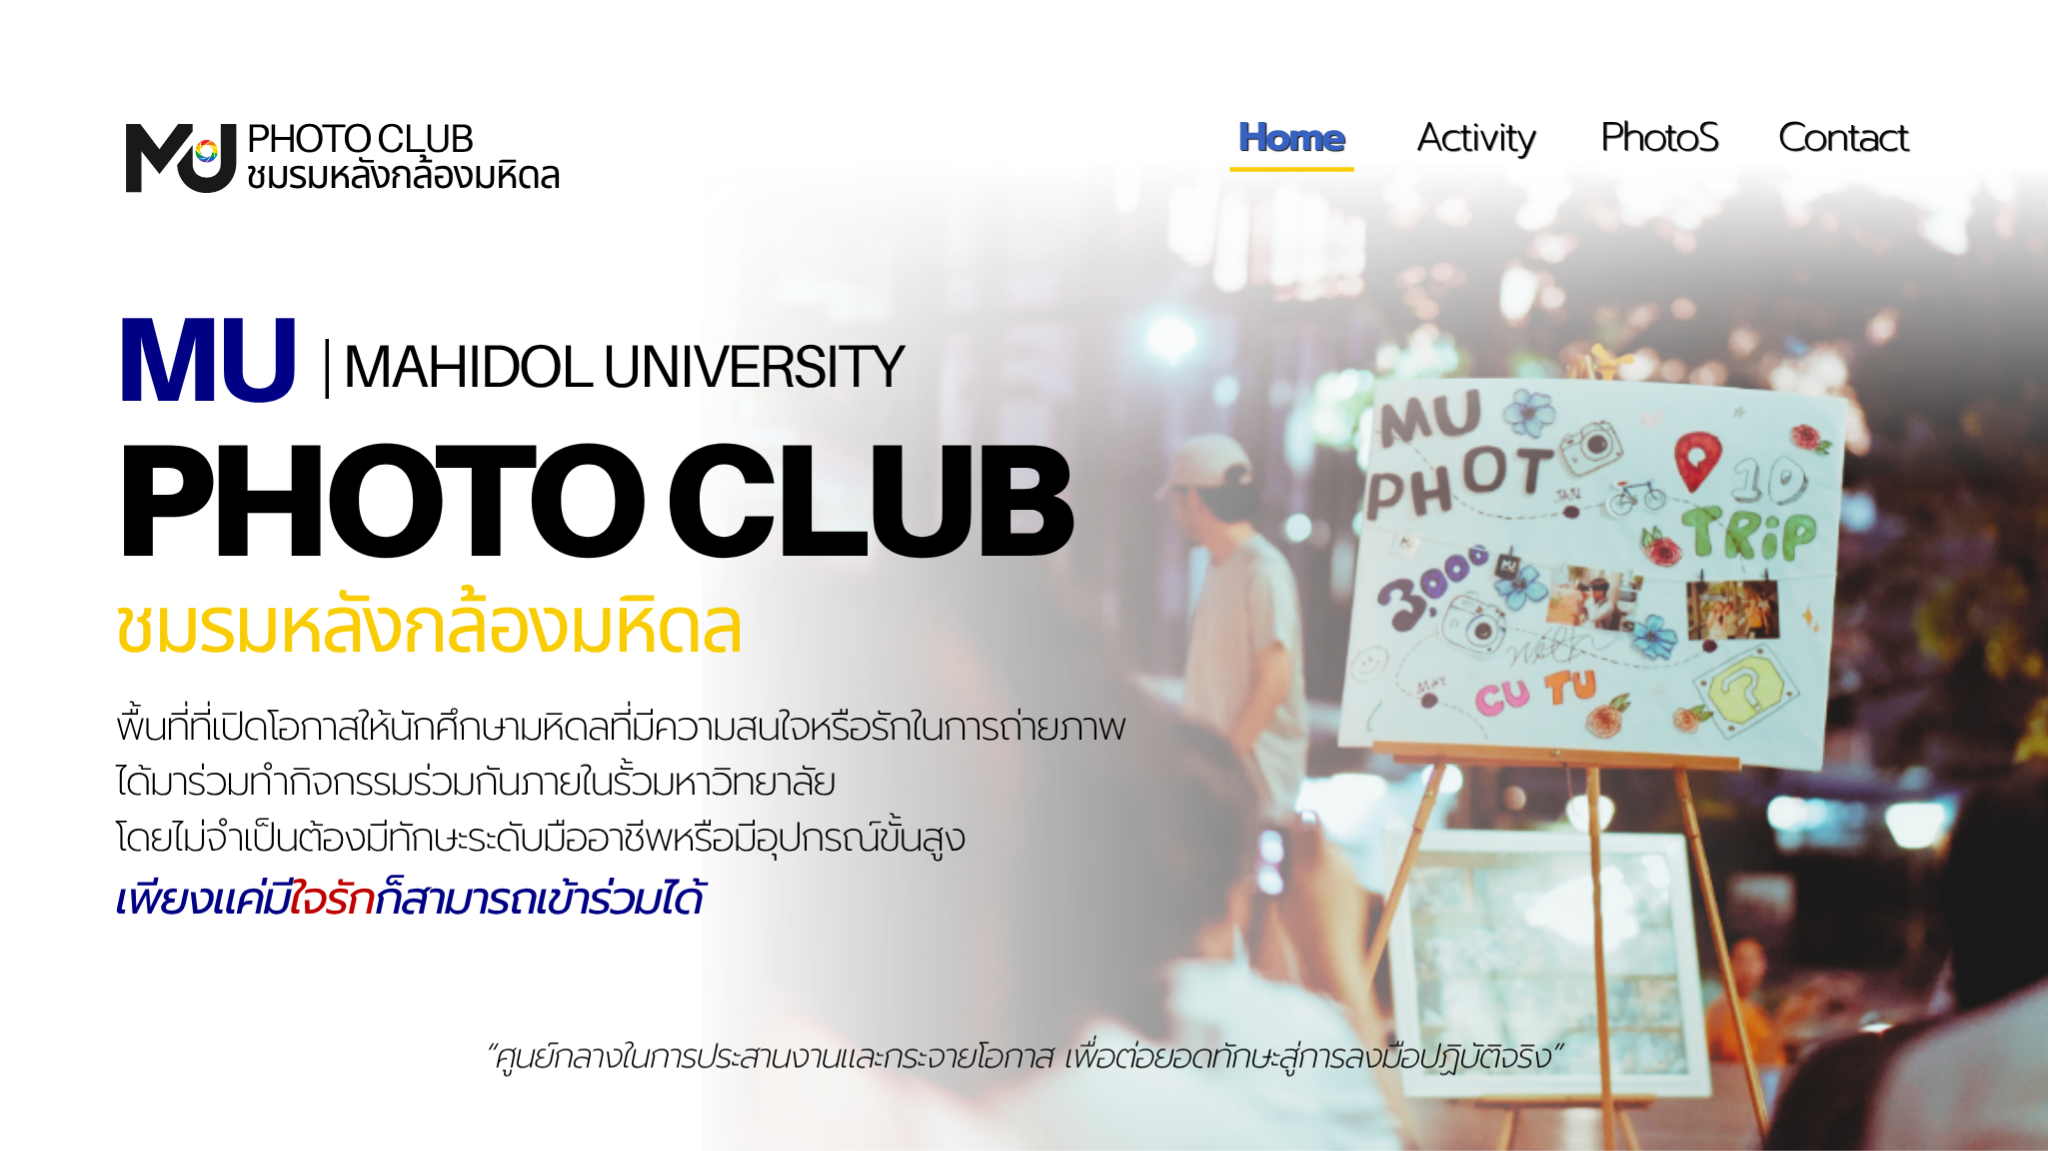 PHOTO CLUB
ชมรมหลังกล้องมหิดล
Home Activity PhotoS Contact
MU | MAHIDOL UNIVERSITY
PHOTO CLUB
ชมรมหลังกล้องมหิดล
พื้นที่ที่เปิดโอกาสให้นักศึกษามหิดลที่มีความสนใจหรือรักในการถ่ายภาพ
ได้มาร่วมทำกิจกรรมร่วมกันภายในรั้วมหาวิทยาลัย
โดยไม่จำเป็นต้องมีทักษะระดับมืออาชีพหรือมีอุปกรณ์ขั้นสูง
เพียงแค่มีใจรักก็สามารถเข้าร่วมได้
“ศูนย์กลางในการประสานงานและกระจายโอกาส เพื่อต่อยอดทักษะสู่การลงมือปฏิบัติจริง”
MU
PHOT
JAN
10
TRiP
3,000
MU
with
MAY
CU TU
?